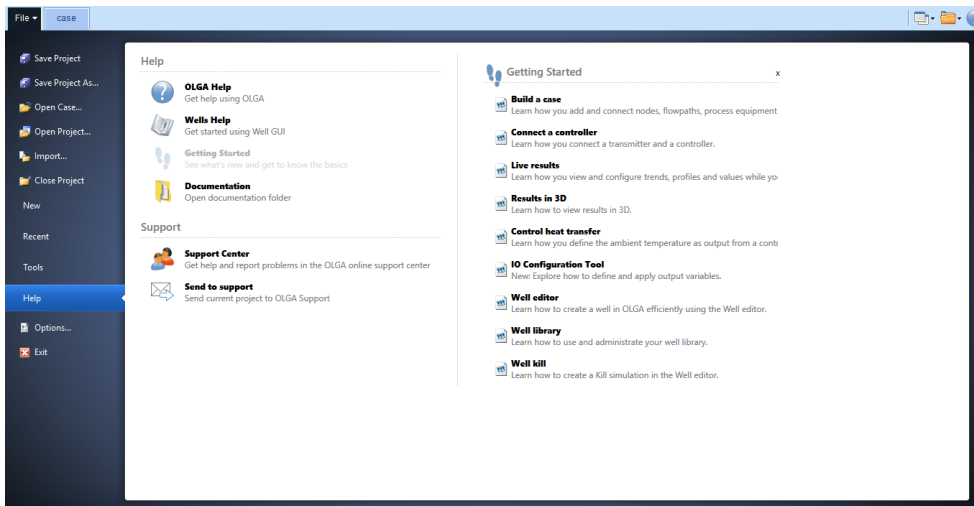 File
case
Save Project
Save Project As...
Open Case...
Open Project...
Import...
Close Project
New
Recent
Tools
Help
Options...
Exit
Help
OLGA Help
Get help using OLGA
Wells Help
Get started using Well GUI
Getting Started
See what's new and get to know the basics
Documentation
Open documentation folder
Support
Support Center
Get help and report problems in the OLGA online support center
Send to support
Send current project to OLGA Support
Getting Started x
Build a case
Learn how you add and connect nodes, flowpaths, process equipment
Connect a controller
Learn how you connect a transmitter and a controller.
Live results
Learn how you view and configure trends, profiles and values while yo
Results in 3D
Learn how to view results in 3D.
Control heat transfer
Learn how you define the ambient temperature as output from a cont
IO Configuration Tool
New: Explore how to define and apply output variables.
Well editor
Learn how to create a well in OLGA efficiently using the Well editor.
Well library
Learn how to use and administrate your well library.
Well kill
Learn how to create a Kill simulation in the Well editor.